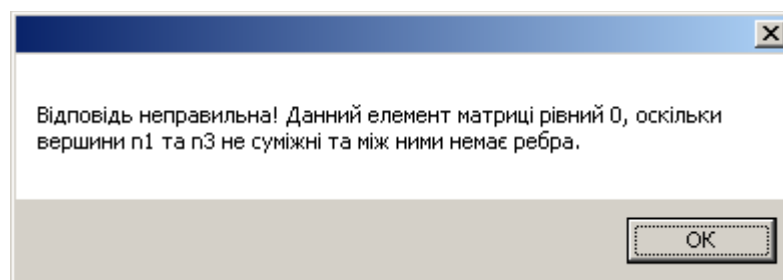 Відповідь неправильна! Данний елемент матриці рівний 0, оскільки
вершини n1 та n3 не суміжні та між ними немає ребра.
OK